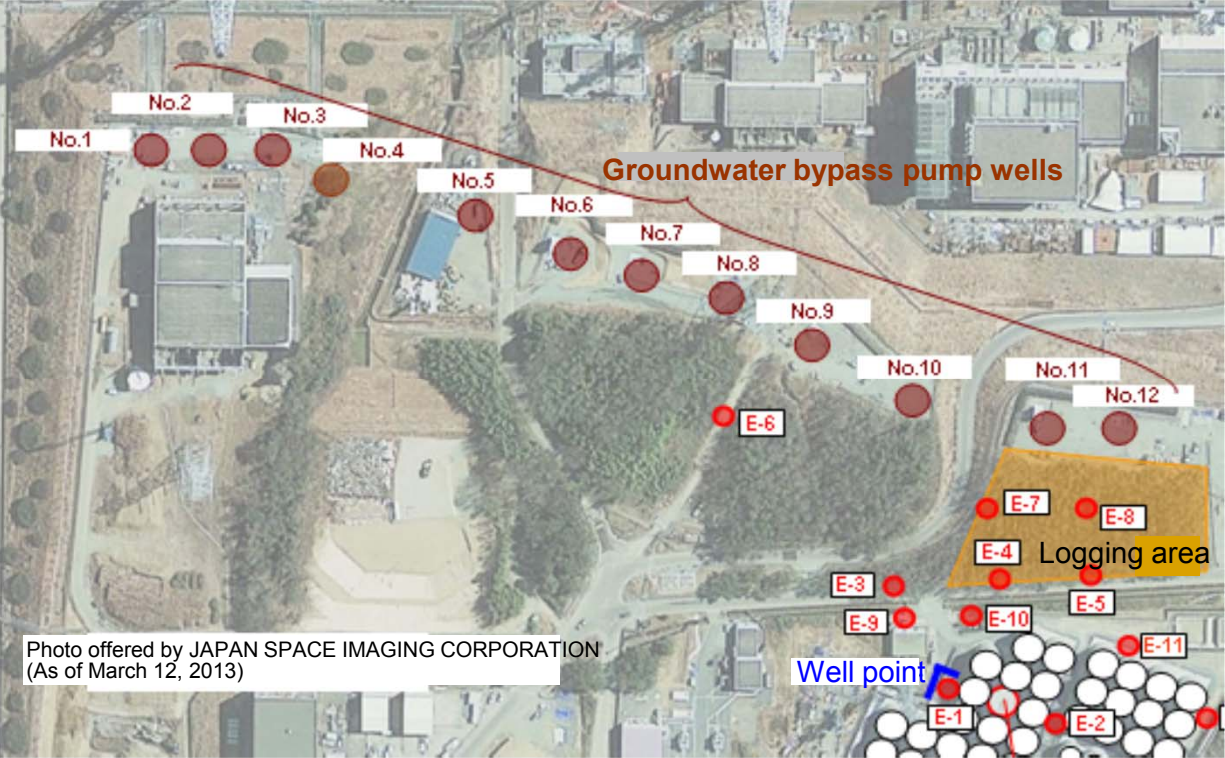 No.2
No.3
No.1
No.4
Groundwater bypass pump wells
No.5
No.6
No.7
No.8
No.9
No.10
No.11
No.12
E-6
E-7
E-8
E-4
Logging area
E-3
E-5
E-9
E-10
E-11
Photo offered by JAPAN SPACE IMAGING CORPORATION
(As of March 12, 2013)
Well point
E-1
E-2